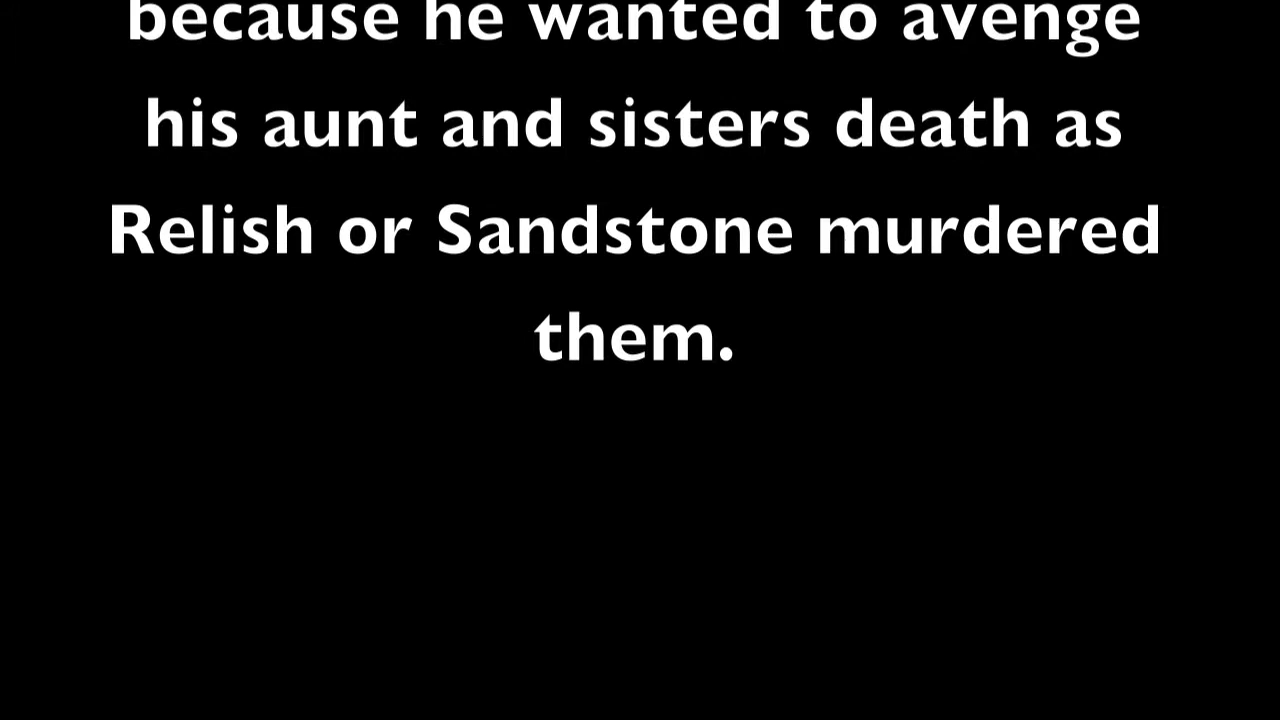 because he wanted to avenge
his aunt and sisters death as
Relish or Sandstone murdered
them.